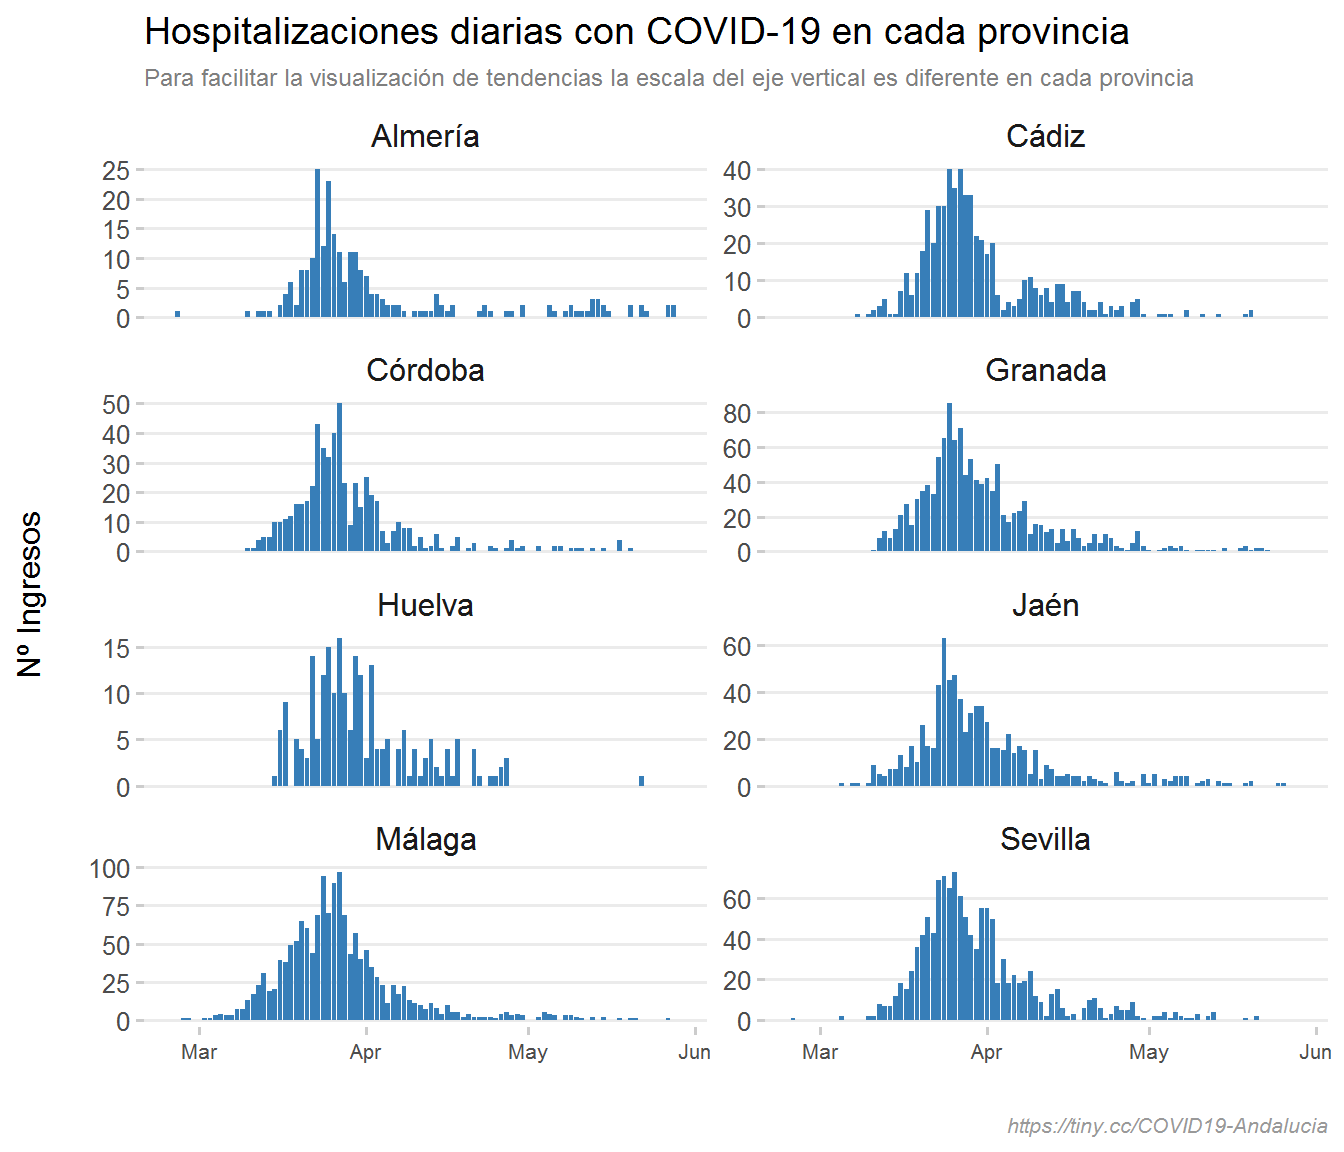 Hospitalizaciones diarias con COVID-19 en cada provincia
Para facilitar la visualización de tendencias la escala del eje vertical es diferente en cada provincia
Nº Ingresos
Almería
25
20
15
10
5
0
Cádiz
40
30
20
10
0
Córdoba
50
40
30
20
10
0
Granada
80
60
40
20
0
Huelva
15
10
5
0
Jaén
60
40
20
0
Málaga
100
75
50
25
0
Sevilla
60
40
20
0
Mar Apr May Jun
Mar Apr May Jun
https://tiny.cc/COVID19-Andalucia